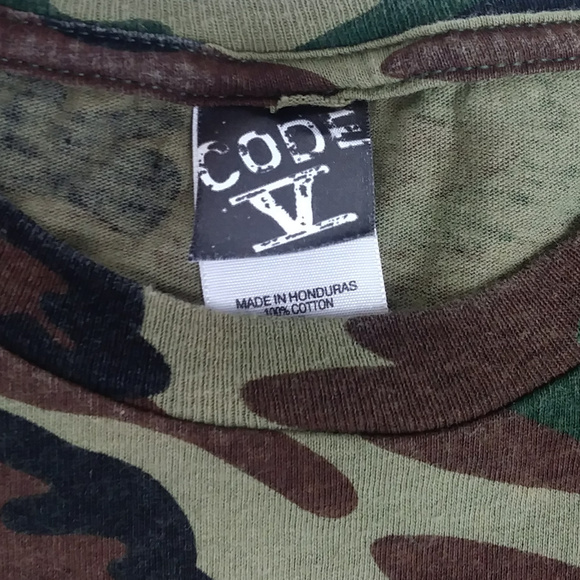 CODE
V
MADE IN HONDURAS
100% COTTON